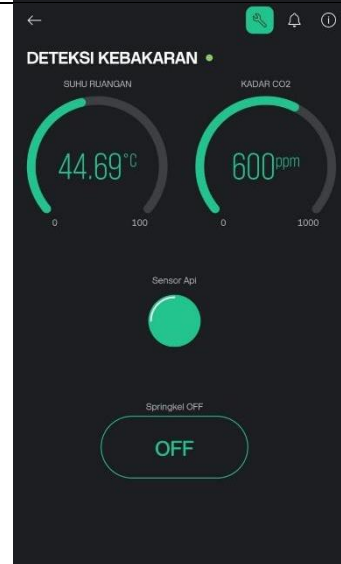 DETEKSI KEBAKARAN
SUHU RUANGAN
KADAR CO2
44.69°C
600ppm
0
100
0
1000
Sensor Api
Springkel OFF
OFF